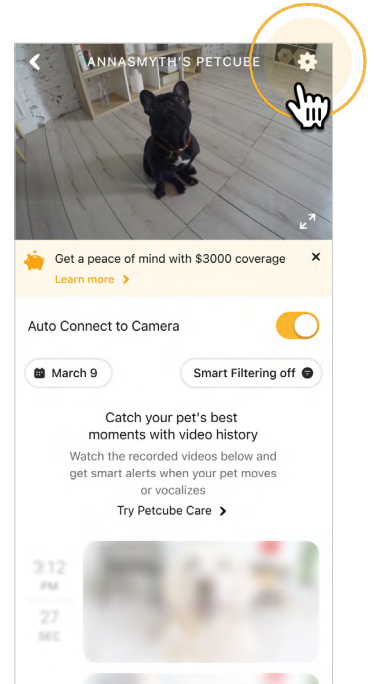 ANNASMYTH'S PETCUBE
Get a peace of mind with $3000 coverage
Learn more
Auto Connect to Camera
March 9
Smart Filtering off
Catch your pet's best
moments with video history
Watch the recorded videos below and
get smart alerts when your pet moves
or vocalizes
Try Petcube Care
3:12
PM
27
SEC